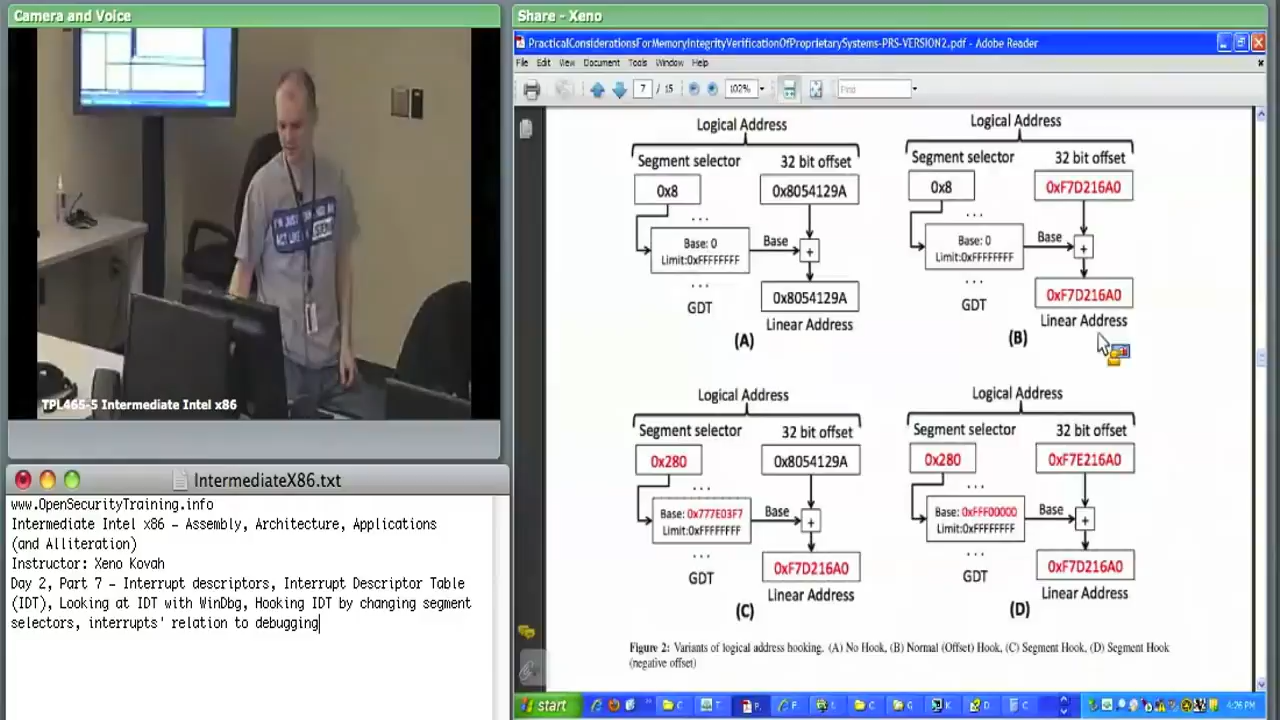 Camera and Voice
TPL465-5 Intermediate Intel x86
IntermediateX86.txt
www.OpenSecurityTraining.info
Intermediate Intel x86 – Assembly, Architecture, Applications
(and Alliteration)
Instructor: Xeno Kovah
Day 2, Part 7 – Interrupt descriptors, Interrupt Descriptor Table
(IDT), Looking at IDT with WinDbg, Hooking IDT by changing segment
selectors, interrupts' relation to debugging
Share - Xeno
PracticalConsiderationsForMemoryIntegrityVerificationOfProprietarySystems-PRS-VERSION2.pdf - Adobe Reader
File Edit View Document Tools Window Help
7 / 15 102% Find
Logical Address
Segment selector 32 bit offset
0x8 0x8054129A
...
Base: 0
Limit:0xFFFFFFFF
Base
+
...
GDT
0x8054129A
Linear Address
(A)
Logical Address
Segment selector 32 bit offset
0x8 0xF7D216A0
...
Base: 0
Limit:0xFFFFFFFF
Base
+
...
GDT
0xF7D216A0
Linear Address
(B)
Logical Address
Segment selector 32 bit offset
0x280 0x8054129A
...
Base: 0x777E03F7
Limit:0xFFFFFFFF
Base
+
...
GDT
0xF7D216A0
Linear Address
(C)
Logical Address
Segment selector 32 bit offset
0x280 0xF7E216A0
...
Base: 0xFFF00000
Limit:0xFFFFFFFF
Base
+
...
GDT
0xF7D216A0
Linear Address
(D)
Figure 2: Variants of logical address hooking. (A) No Hook, (B) Normal (Offset) Hook, (C) Segment Hook, (D) Segment Hook
(negative offset)
start
4:26 PM